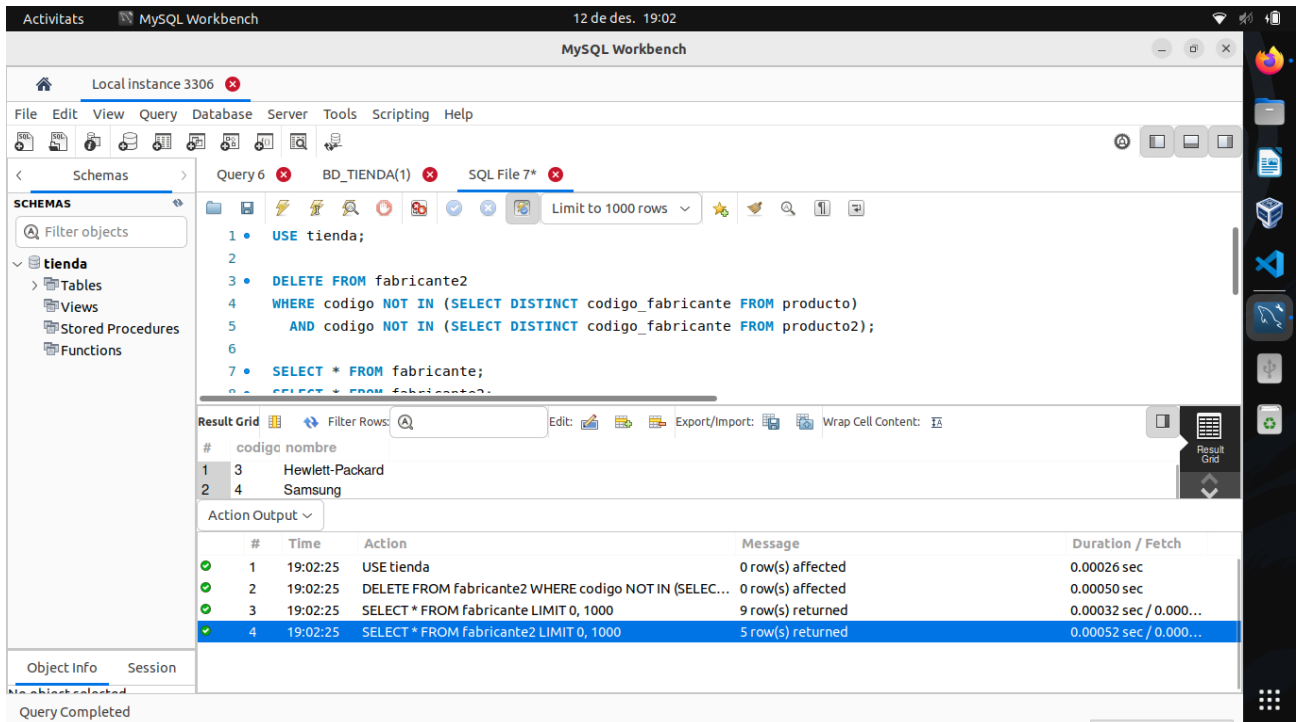 Activitats MySQL Workbench 12 de des. 19:02
MySQL Workbench
Local instance 3306
File Edit View Query Database Server Tools Scripting Help
Schemas Query 6 BD_TIENDA(1) SQL File 7*
SCHEMAS
Limit to 1000 rows
Filter objects
1 USE tienda;
2
tienda
3 DELETE FROM fabricante2
Tables
4 WHERE codigo NOT IN (SELECT DISTINCT codigo_fabricante FROM producto)
Views
Stored Procedures
5 AND codigo NOT IN (SELECT DISTINCT codigo_fabricante FROM producto2);
Functions
6
7 SELECT * FROM fabricante;
8 SELECT * FROM fabricante2;
Result Grid Filter Rows: Edit: Export/Import: Wrap Cell Content:
# codigo nombre
Result
Grid
1 3 Hewlett-Packard
2 4 Samsung
Action Output
# Time Action Message Duration / Fetch
1 19:02:25 USE tienda 0 row(s) affected 0.00026 sec
2 19:02:25 DELETE FROM fabricante2 WHERE codigo NOT IN (SELEC... 0 row(s) affected 0.00050 sec
3 19:02:25 SELECT * FROM fabricante LIMIT 0, 1000 9 row(s) returned 0.00032 sec / 0.000...
4 19:02:25 SELECT * FROM fabricante2 LIMIT 0, 1000 5 row(s) returned 0.00052 sec / 0.000...
Object Info Session
No object selected
Query Completed